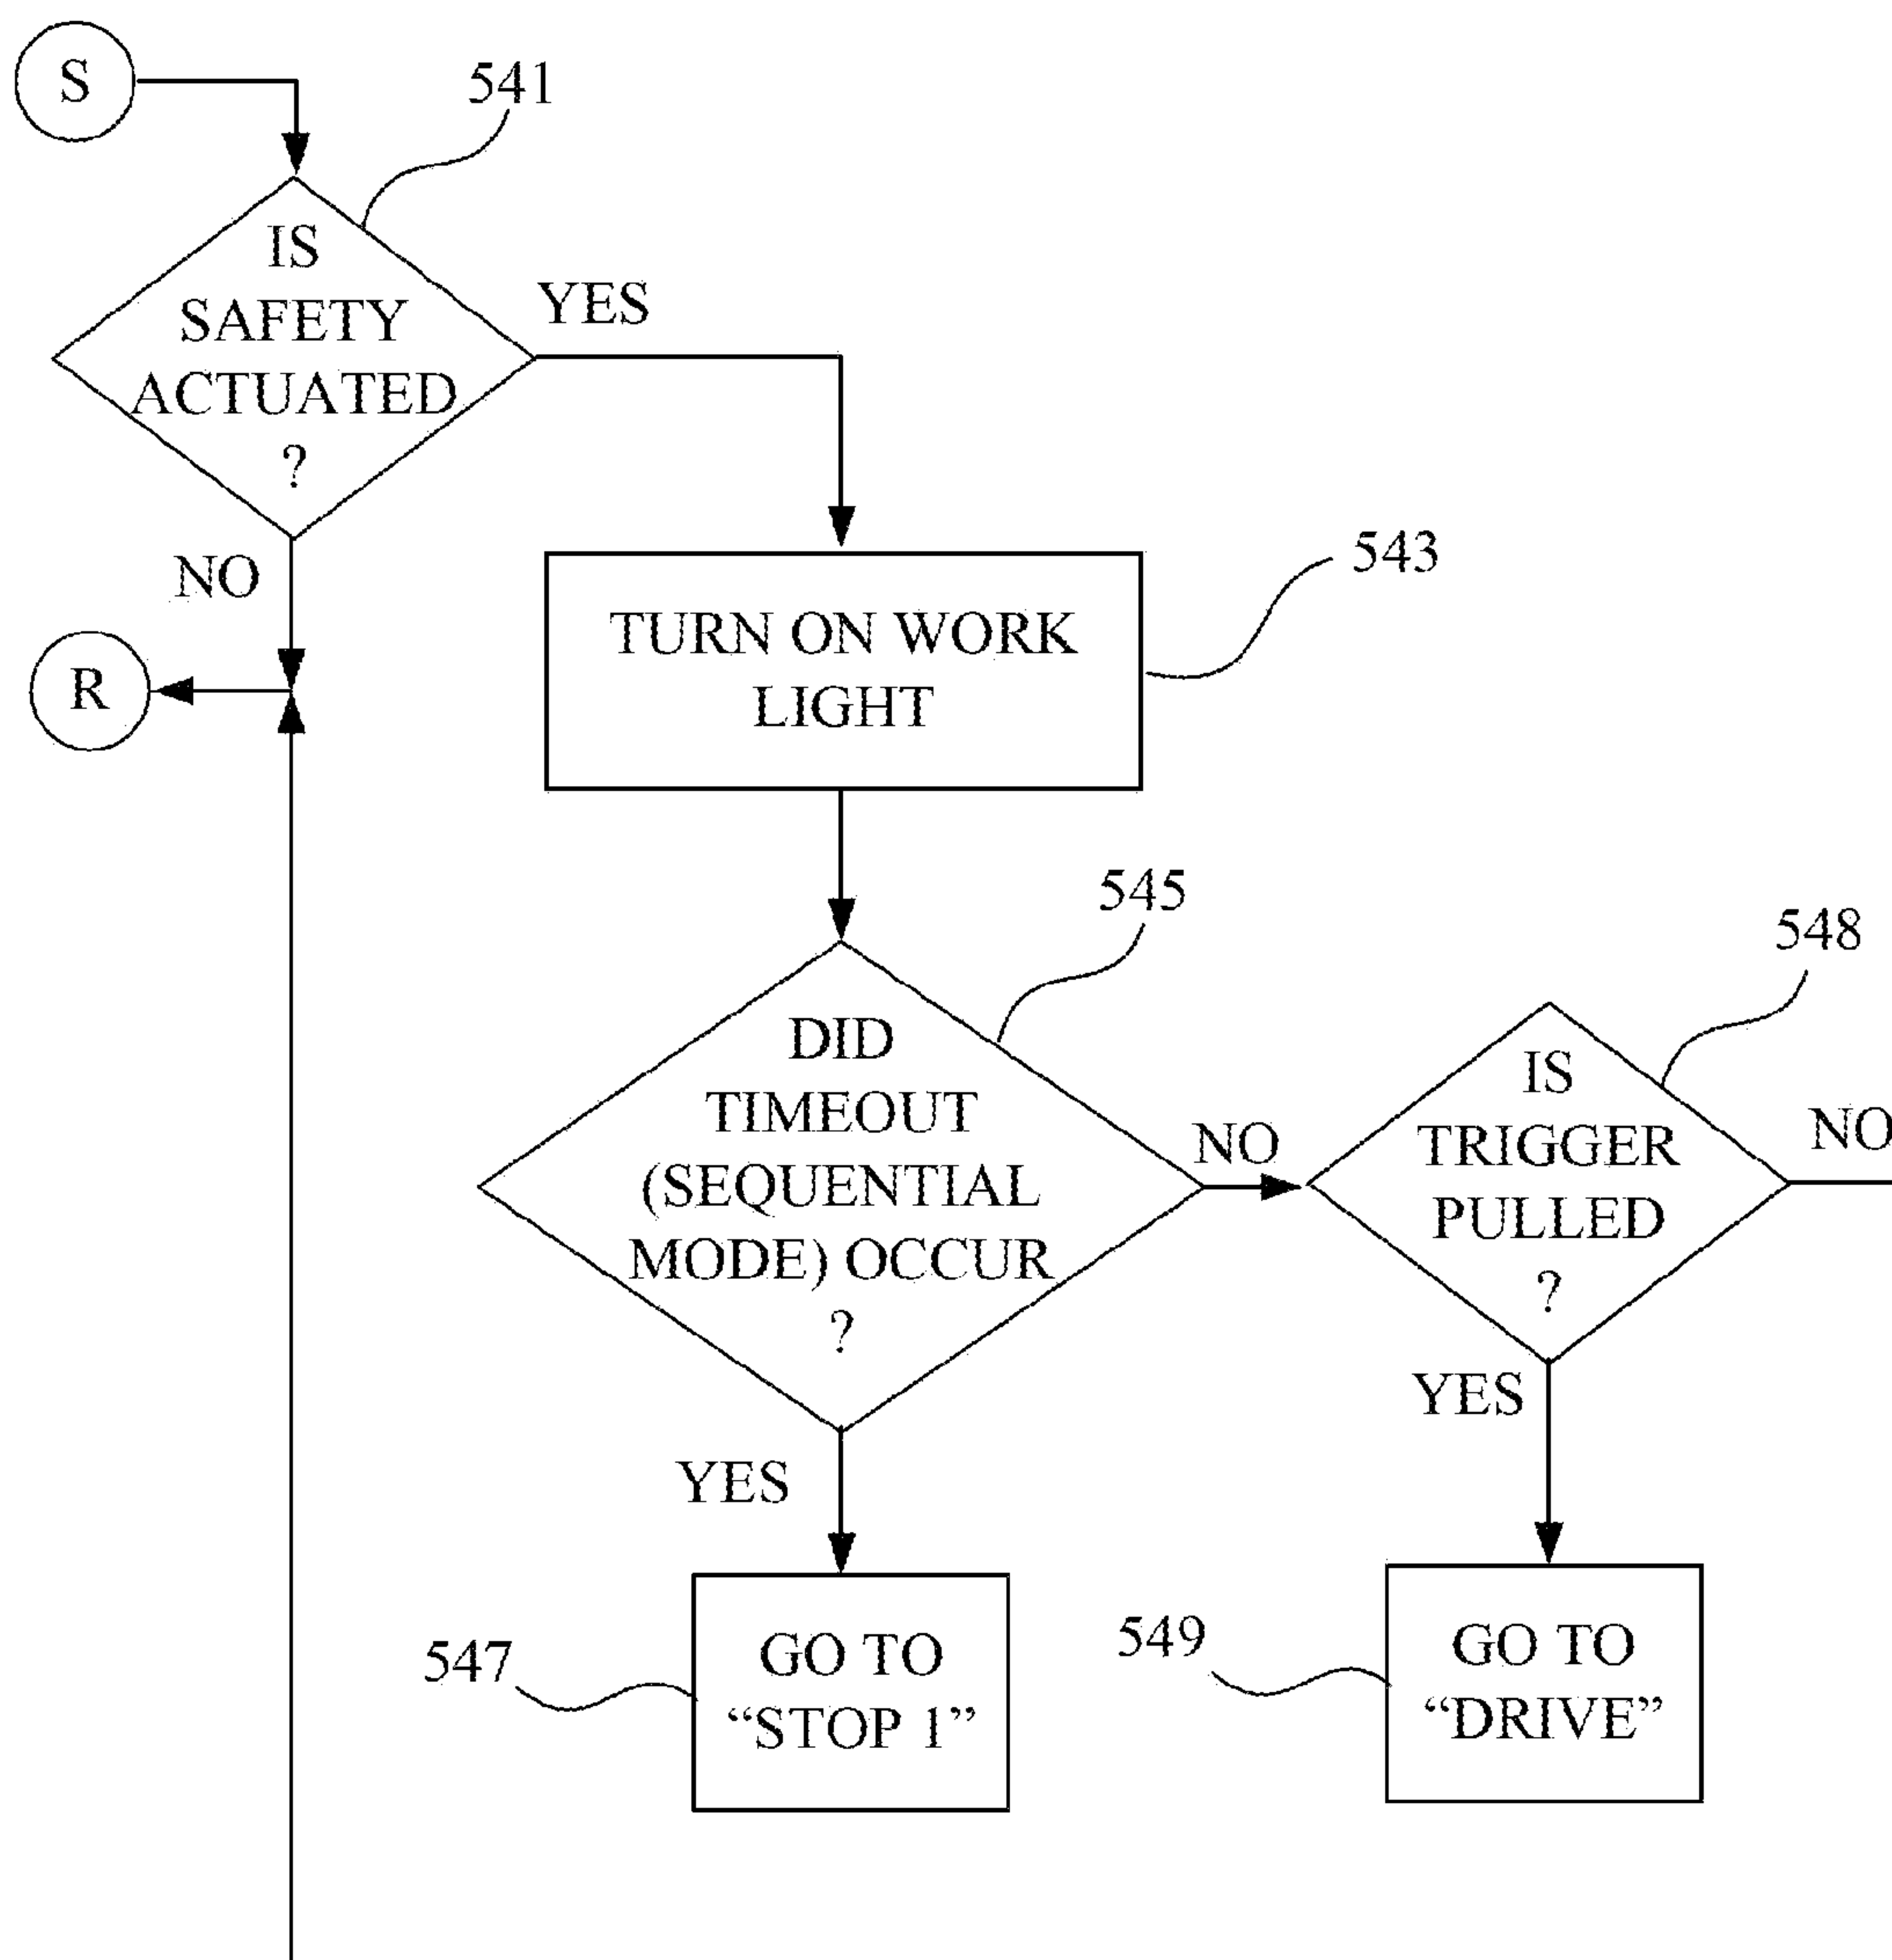 S
541
IS
SAFETY
ACTUATED
?
YES
NO
R
TURN ON WORK
LIGHT
543
545
DID
TIMEOUT
(SEQUENTIAL
MODE) OCCUR
?
NO
YES
548
IS
TRIGGER
PULLED
?
NO
YES
547
GO TO
“STOP 1”
549
GO TO
“DRIVE”